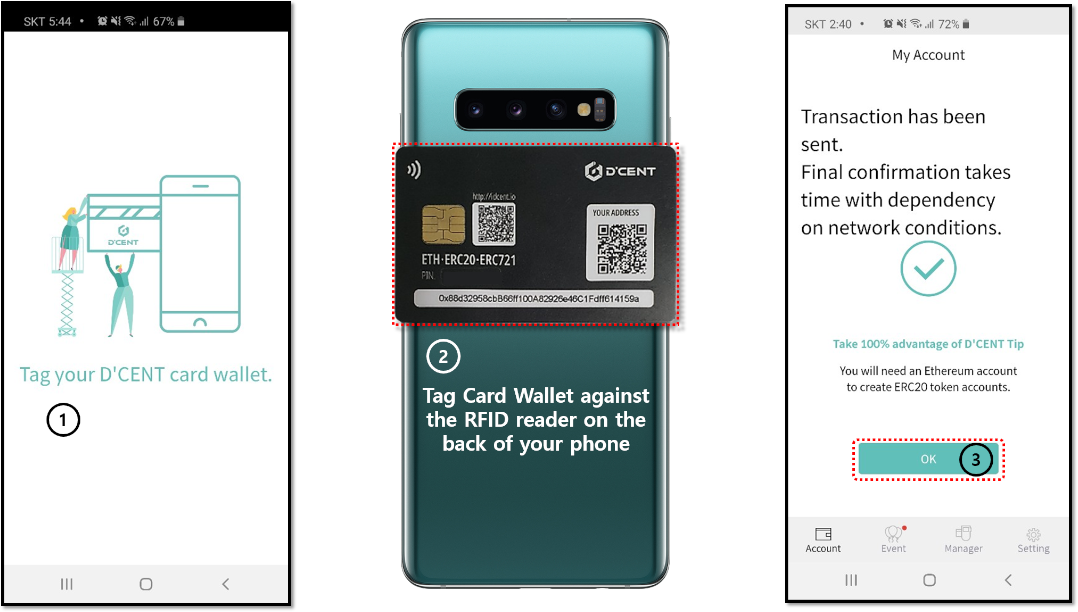 SKT 5:44 • 67%
D'CENT
Tag your D'CENT card wallet.
1
D'CENT
http://dcent.io
YOUR ADDRESS
ETH·ERC20·ERC721
PIN.
0x88d32958cbB66ff100A82926e46C1Fdff614159a
2
Tag Card Wallet against
the RFID reader on the
back of your phone
SKT 2:40 • 72%
My Account
Transaction has been
sent.
Final confirmation takes
time with dependency
on network conditions.
Take 100% advantage of D'CENT Tip
You will need an Ethereum account
to create ERC20 token accounts.
OK
3
Account Event Manager Setting